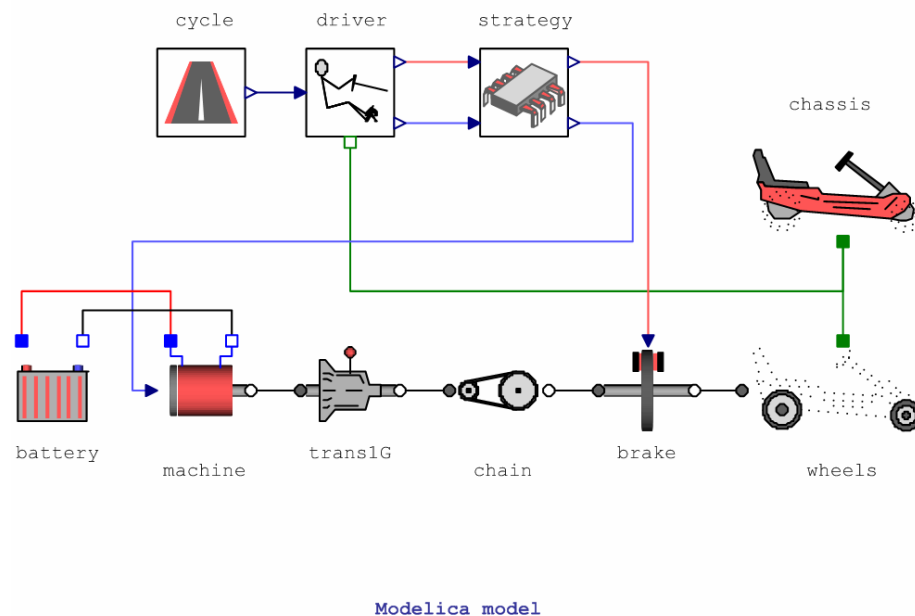 cycle
driver
strategy
chassis
battery
machine
trans1G
chain
brake
wheels
Modelica model